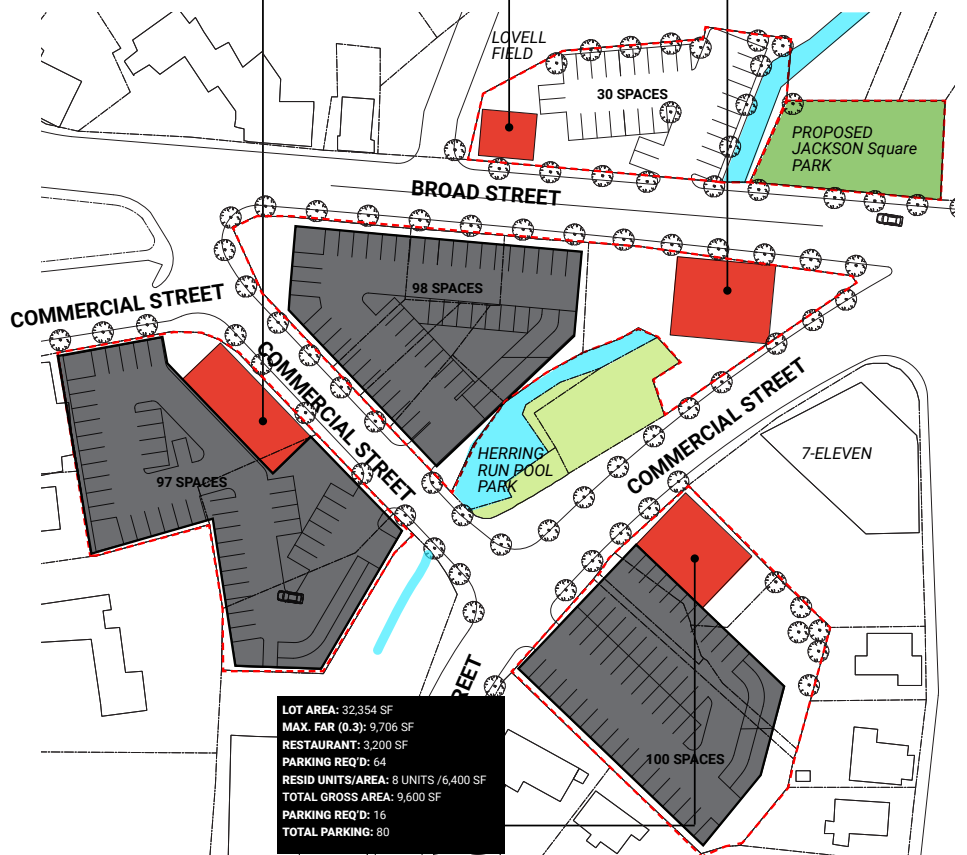 LOVELL
FIELD
30 SPACES
PROPOSED
JACKSON Square
PARK
BROAD STREET
98 SPACES
COMMERCIAL STREET
COMMERCIAL STREET
COMMERCIAL STREET
7-ELEVEN
HERRING
RUN POOL
PARK
97 SPACES
REET
100 SPACES
LOT AREA: 32,354 SF
MAX. FAR (0.3): 9,706 SF
RESTAURANT: 3,200 SF
PARKING REQ'D: 64
RESID UNITS/AREA: 8 UNITS /6,400 SF
TOTAL GROSS AREA: 9,600 SF
PARKING REQ'D: 16
TOTAL PARKING: 80